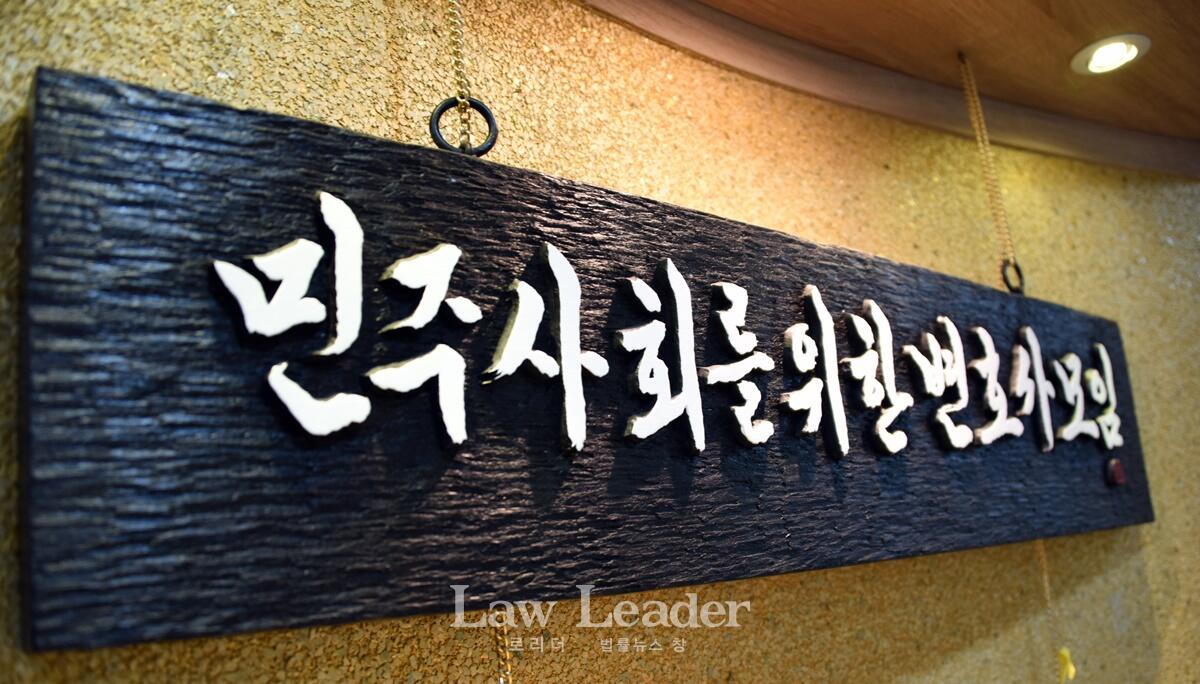 민주사회를위한변호사모임
Law Leader
로리더 법률뉴스 창